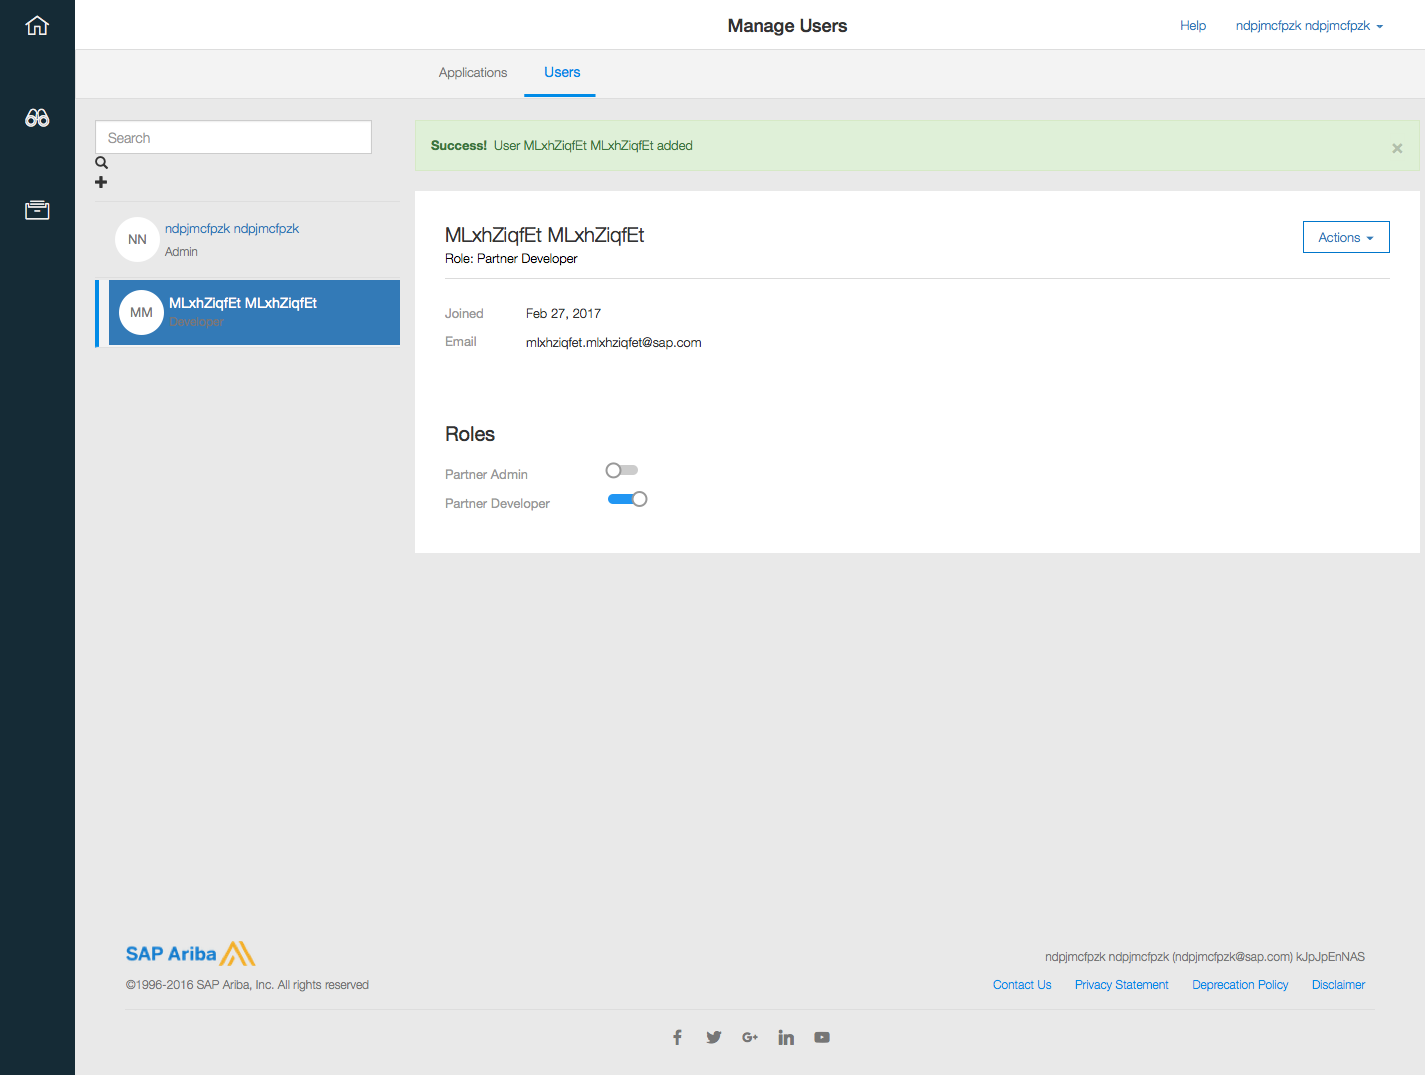 Manage Users
Help
ndpjmcfpzk ndpjmcfpzk
Applications
Users
Search
Success! User MLxhZiqfEt MLxhZiqfEt added
×
NN
ndpjmcfpzk ndpjmcfpzk
Admin
MM
MLxhZiqfEt MLxhZiqfEt
Developer
MLxhZiqfEt MLxhZiqfEt
Role: Partner Developer
Actions
Joined Feb 27, 2017
Email mlxhziqfet.mlxhziqfet@sap.com
Roles
Partner Admin
Partner Developer
SAP Ariba
©1996-2016 SAP Ariba, Inc. All rights reserved
ndpjmcfpzk ndpjmcfpzk (ndpjmcfpzk@sap.com) kJpJpEnNAS
Contact Us Privacy Statement Deprecation Policy Disclaimer